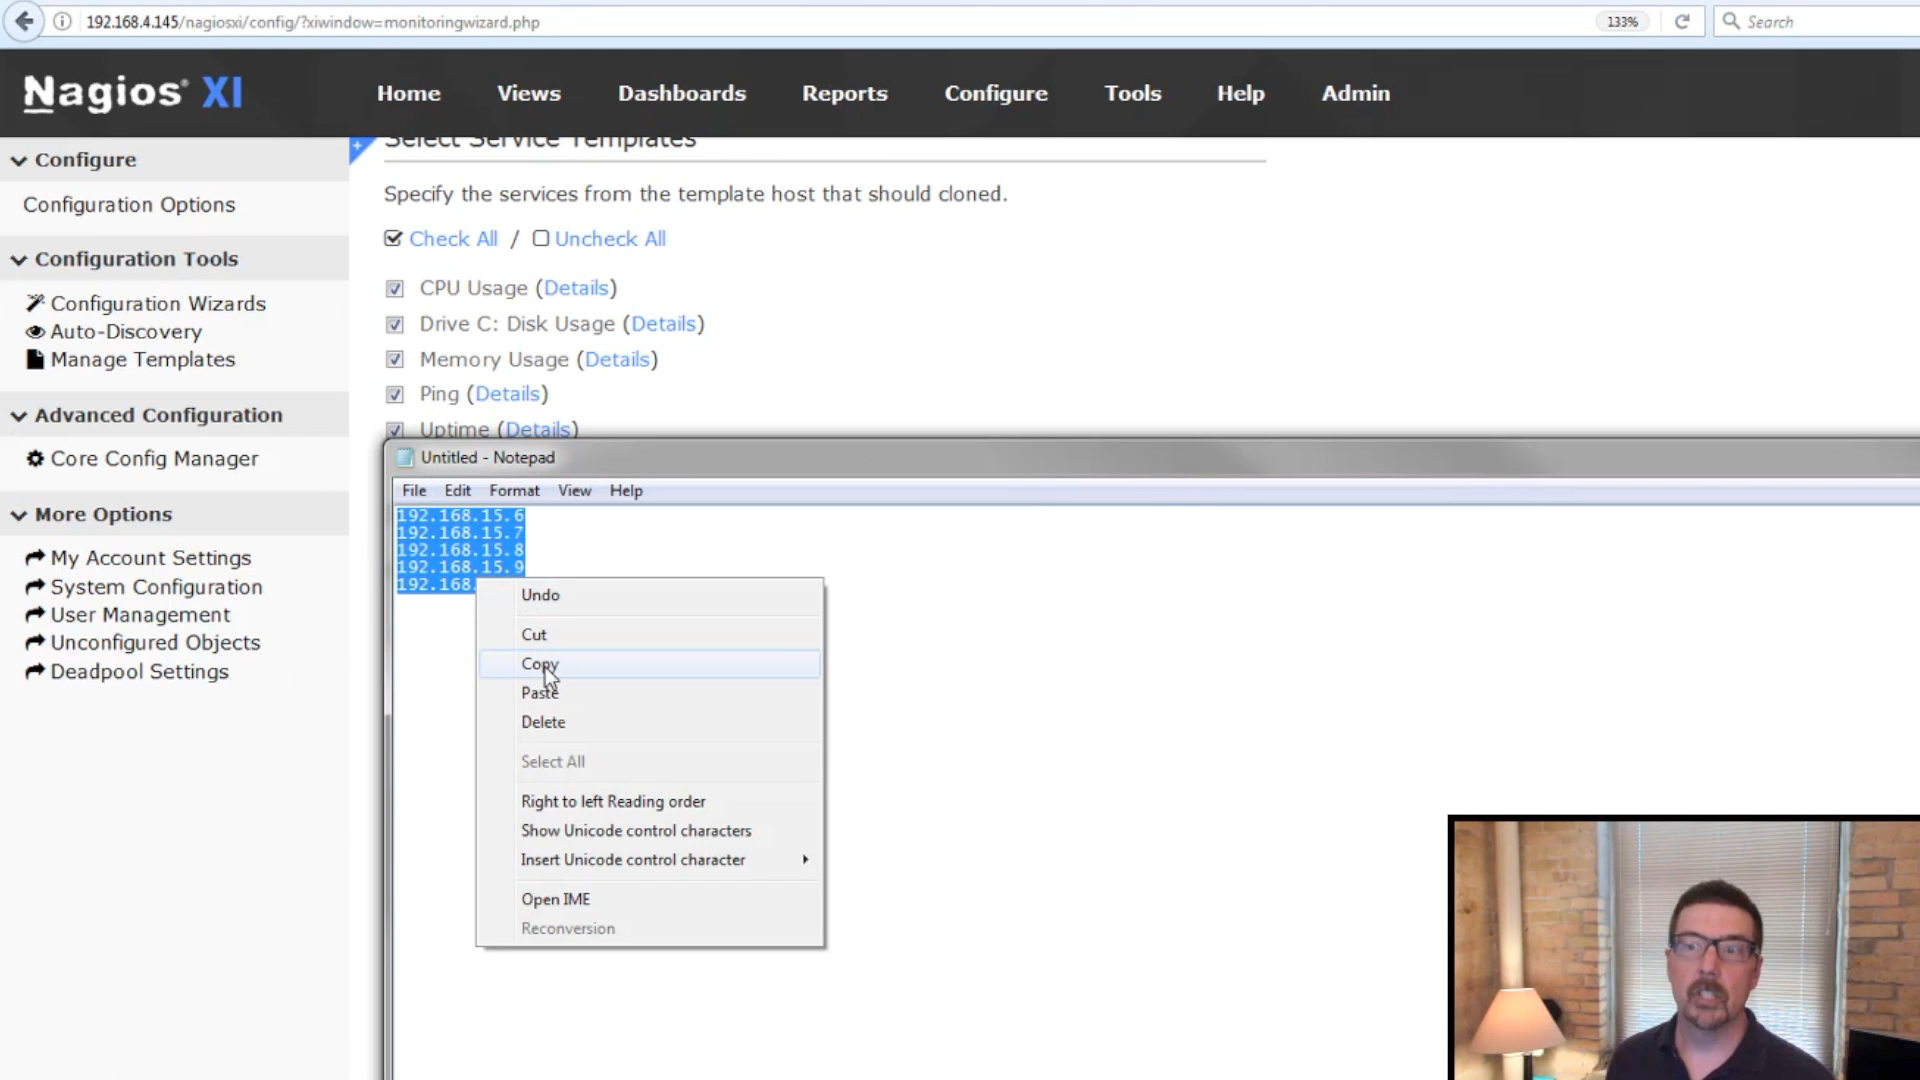 192.168.4.145/nagiosxi/config/?xiwindow=monitoringwizard.php
133%
Search
Nagios® XI
Home
Views
Dashboards
Reports
Configure
Tools
Help
Admin
Configure
Configuration Options
Configuration Tools
Configuration Wizards
Auto-Discovery
Manage Templates
Advanced Configuration
Core Config Manager
More Options
My Account Settings
System Configuration
User Management
Unconfigured Objects
Deadpool Settings
Select Service Templates
Specify the services from the template host that should cloned.
Check All / Uncheck All
CPU Usage (Details)
Drive C: Disk Usage (Details)
Memory Usage (Details)
Ping (Details)
Uptime (Details)
Untitled - Notepad
File Edit Format View Help
192.168.15.6
192.168.15.7
192.168.15.8
192.168.15.9
192.168.
Undo
Cut
Copy
Paste
Delete
Select All
Right to left Reading order
Show Unicode control characters
Insert Unicode control character
Open IME
Reconversion